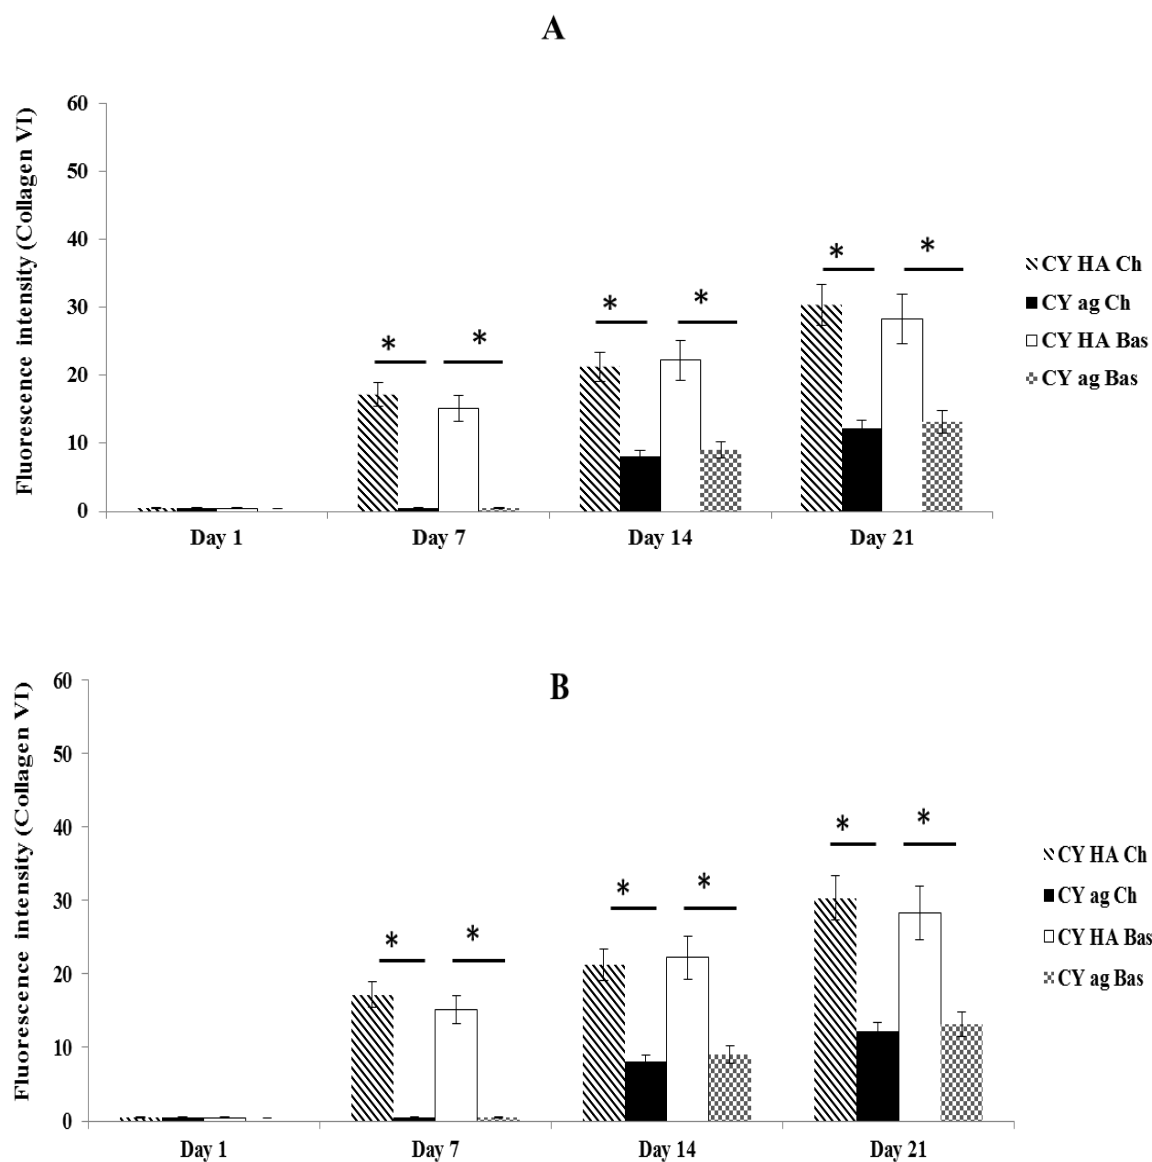 A
Fluorescence intensity (Collagen VI)
60
50
40
30
20
10
0
* * * * * *
Day 1 Day 7 Day 14 Day 21
CY HA Ch
CY ag Ch
CY HA Bas
CY ag Bas
B
Fluorescence intensity (Collagen VI)
60
50
40
30
20
10
0
* * * * * *
Day 1 Day 7 Day 14 Day 21
CY HA Ch
CY ag Ch
CY HA Bas
CY ag Bas